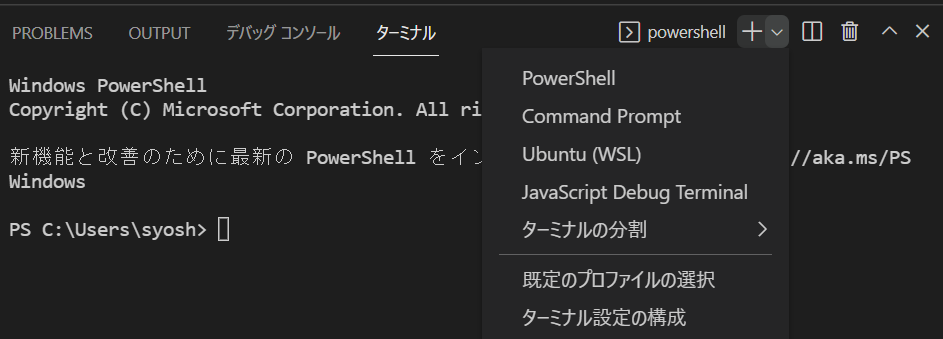 PROBLEMS OUTPUT デバッグ コンソール ターミナル powershell
Windows PowerShell
Copyright (C) Microsoft Corporation. All ri
新機能と改善のために最新の PowerShell をイン //aka.ms/PS
Windows
PS C:\Users\syosh>
PowerShell
Command Prompt
Ubuntu (WSL)
JavaScript Debug Terminal
ターミナルの分割
既定のプロファイルの選択
ターミナル設定の構成